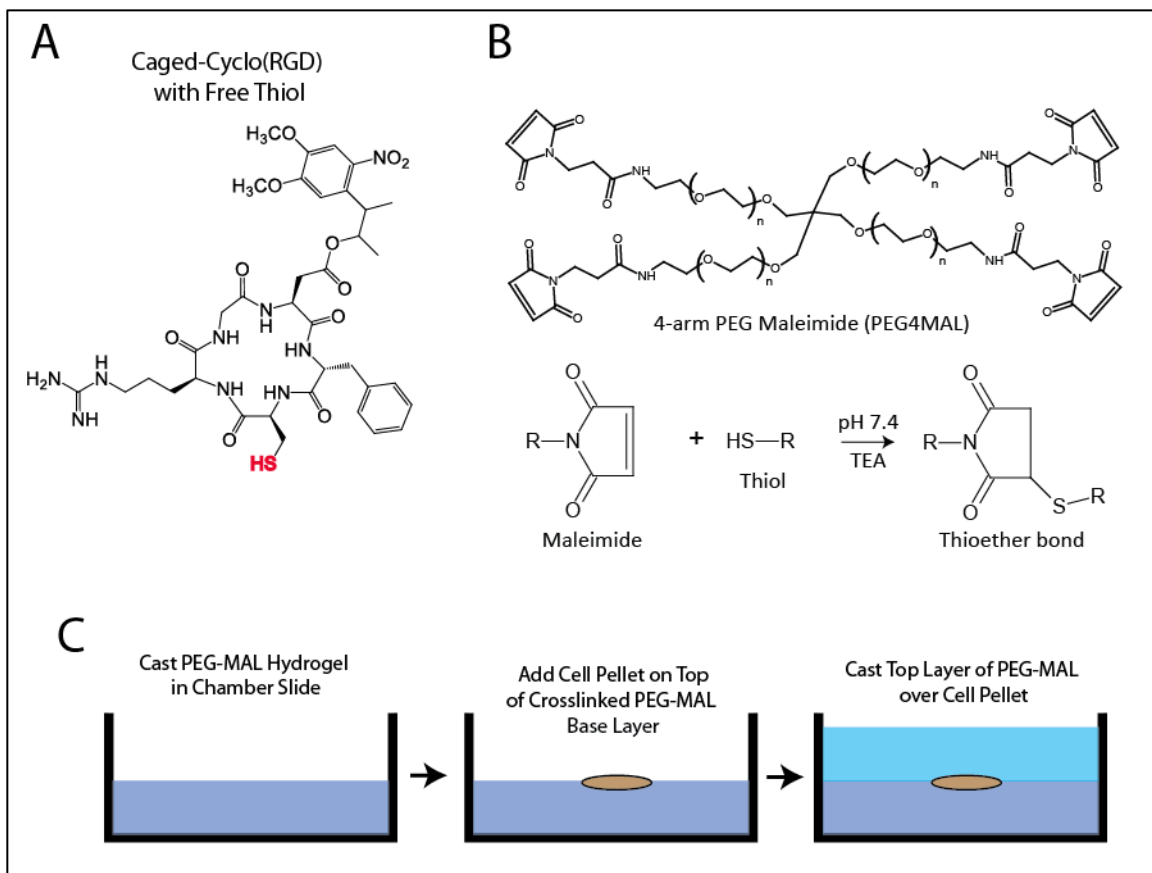 A
Caged-Cyclo(RGD)
with Free Thiol
H₃CO
NO₂
H₃CO
O
O
O
H
N
O
NH
O
HN
O
H
N
H₂N
NH
NH
HN
O
O
HS
B
O
N
O
O
NH
O
n
O
O
n
O
NH
O
N
O
O
N
O
O
NH
O
n
O
O
n
O
NH
O
N
O
4-arm PEG Maleimide (PEG4MAL)
O
R
N
O
Maleimide
+
HS—R
Thiol
pH 7.4
TEA
O
R
N
O
S
R
Thioether bond
C
Cast PEG-MAL Hydrogel
in Chamber Slide
Add Cell Pellet on Top
of Crosslinked PEG-MAL
Base Layer
Cast Top Layer of PEG-MAL
over Cell Pellet